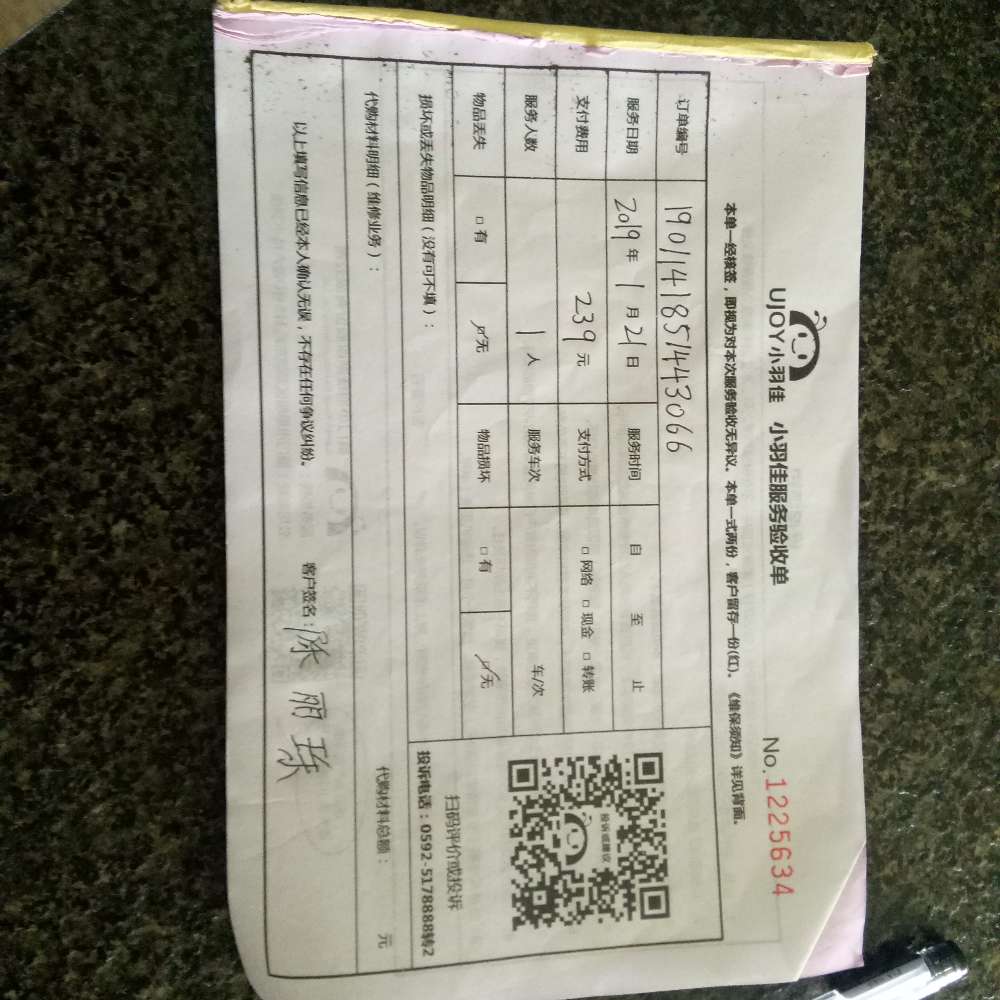 UJOY小羽佳 小羽佳服务验收单 No.1225634
本单一经核签，即视为对本次服务验收无异议。本单一式两份，客户留存一份(红)。《维保须知》详见背面。
订单编号 190114185144306​6
服务日期 2019年1月21日 服务时间 自 至 止
支付费用 239元 支付方式 □网络 □现金 □转账
服务人数 1人 服务车次 车/次
物品丢失 □有 ☑无 物品损坏 □有 ☑无
投诉或建议
扫码评价或投诉
投诉电话：0592-5178888转2
损坏或丢失物品明细（没有可不填）：
代购材料明细（维修业务）： 代购材料总额： 元
以上填写信息已经本人确认无误，不存在任何争议纠纷。 客户签名：陈丽